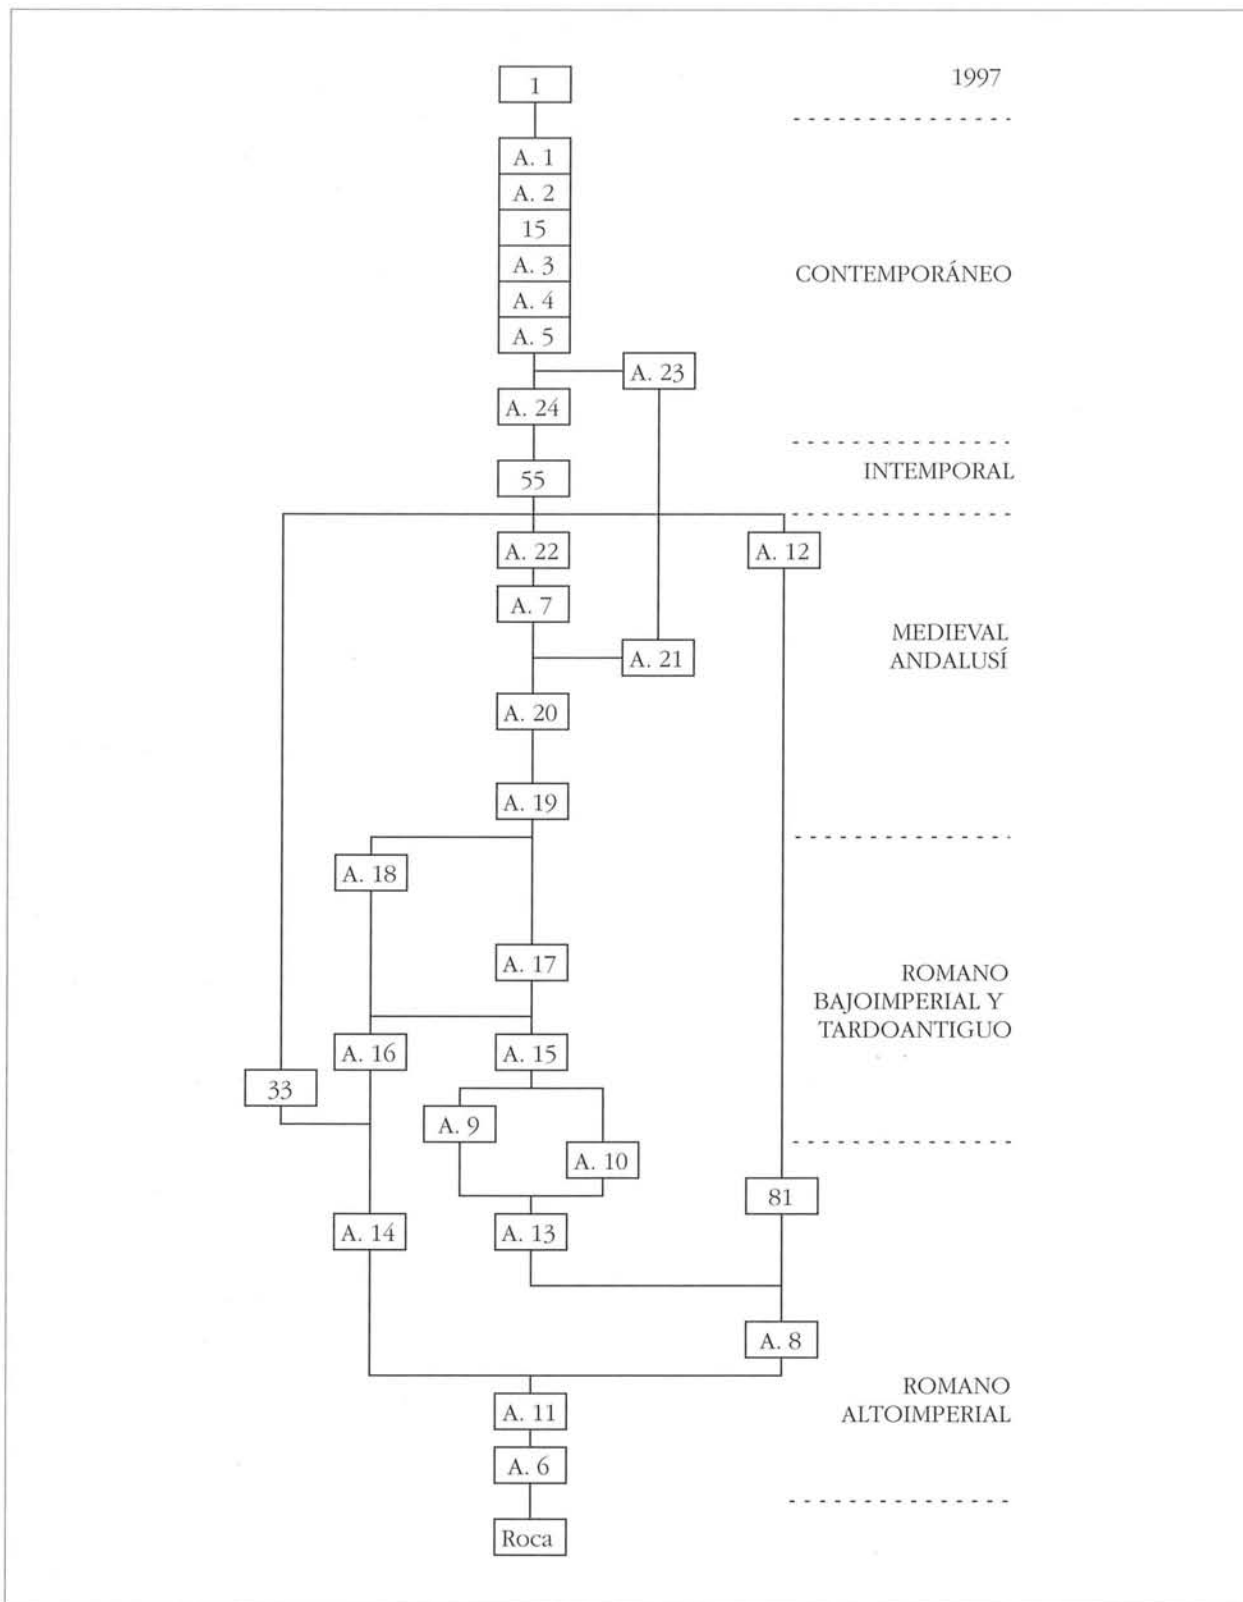 1
1997
A. 1
A. 2
15
A. 3
CONTEMPORÁNEO
A. 4
A. 5
A. 23
A. 24
INTEMPORAL
55
A. 22
A. 12
A. 7
MEDIEVAL
ANDALUSÍ
A. 21
A. 20
A. 19
A. 18
A. 17
ROMANO
BAJOIMPERIAL Y
TARDOANTIGUO
A. 16
A. 15
33
A. 9
A. 10
81
A. 14
A. 13
A. 8
ROMANO
ALTOIMPERIAL
A. 11
A. 6
Roca